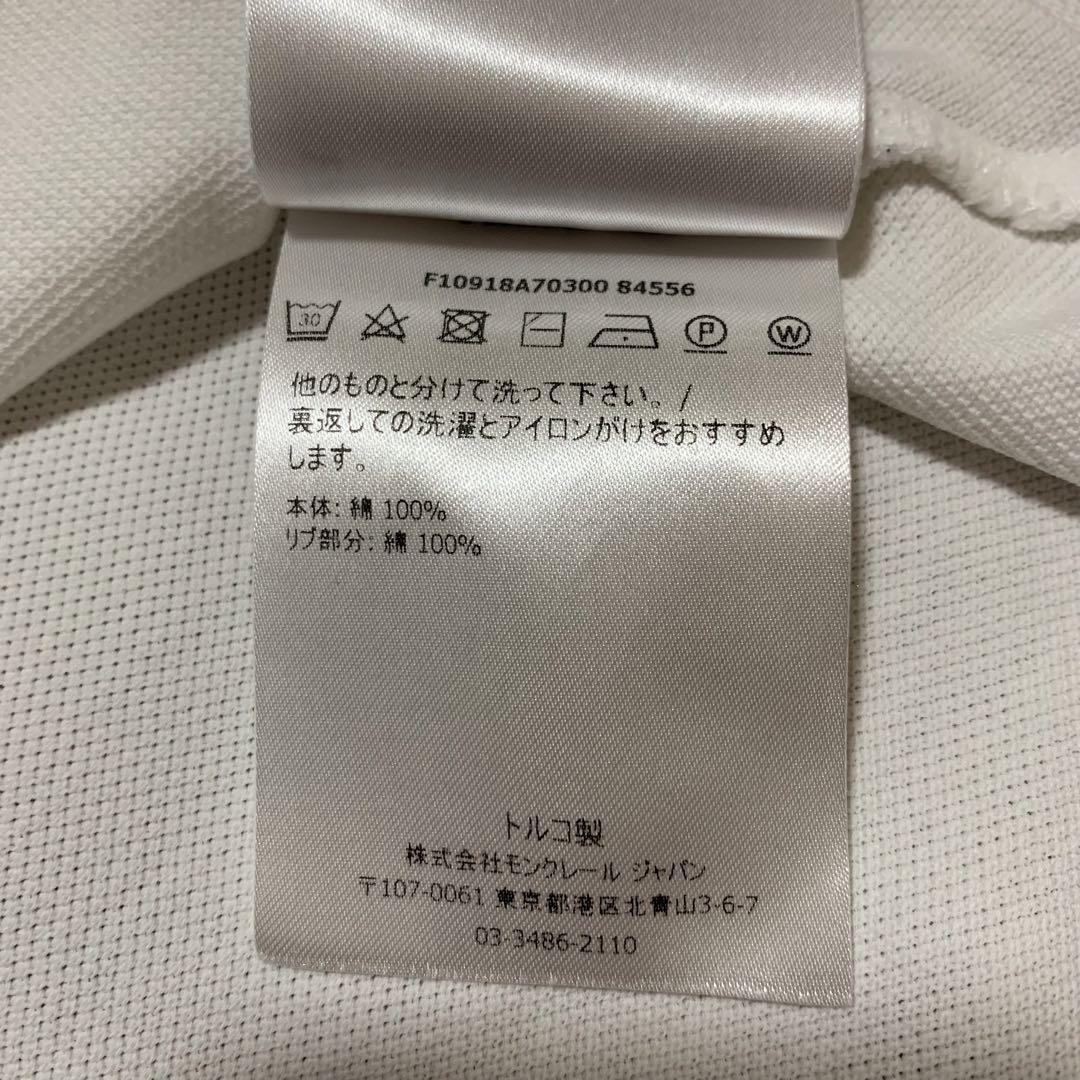 F10918A70300 84556
30 P W
他のものと分けて洗って下さい。/
裏返しての洗濯とアイロンがけをおすすめ
します。
本体: 綿 100%
リブ部分: 綿 100%
トルコ製
株式会社モンクレール ジャパン
〒107-0061 東京都港区北青山3-6-7
03-3486-2110